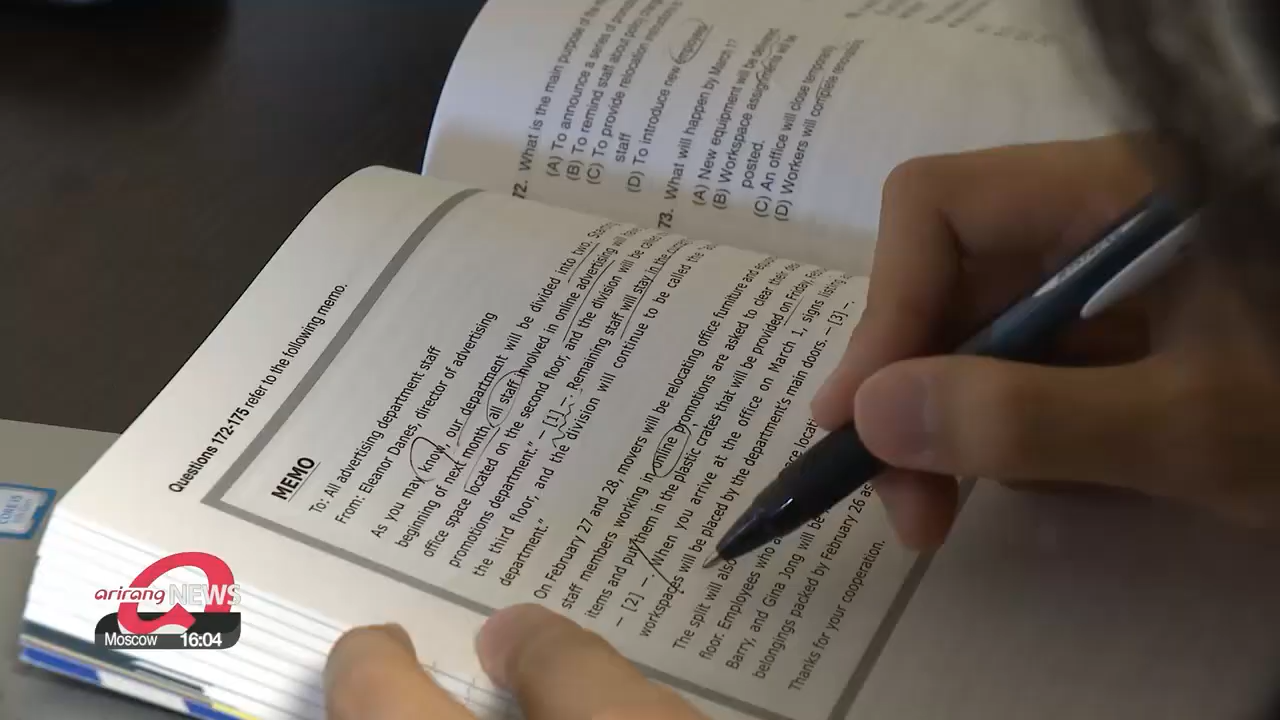 Questions 172-175 refer to the following memo.
MEMO
To: All advertising department staff
From: Eleanor Danes, director of advertising
As you may know, our department will be divided into two. Starting
beginning of next month, all staff involved in online advertising will
office space located on the second floor, and the division will be called
promotions department." – [1] –. Remaining staff will stay in the current
the third floor, and the division will continue to be called the
department."
On February 27 and 28, movers will be relocating office furniture and
staff members working in online promotions are asked to clear their
items and put them in the plastic crates that will be provided on Friday,
– [2] –. When you arrive at the office on March 1, signs listing
workspaces will be placed by the department's main doors. – [3] –.
The split will also
floor. Employees who
Barry, and Gina Jong will be
belongings packed by February 26 as
Thanks for your cooperation.
72. What is the main purpose of the
(A) To announce a series of
(B) To remind staff about policy
(C) To provide relocation
staff
(D) To introduce new employees
73. What will happen by March 1?
(A) New equipment will be
(B) Workspace assignments will be
posted.
(C) An office will close temporarily.
(D) Workers will complete
arirang NEWS
Moscow 16:04